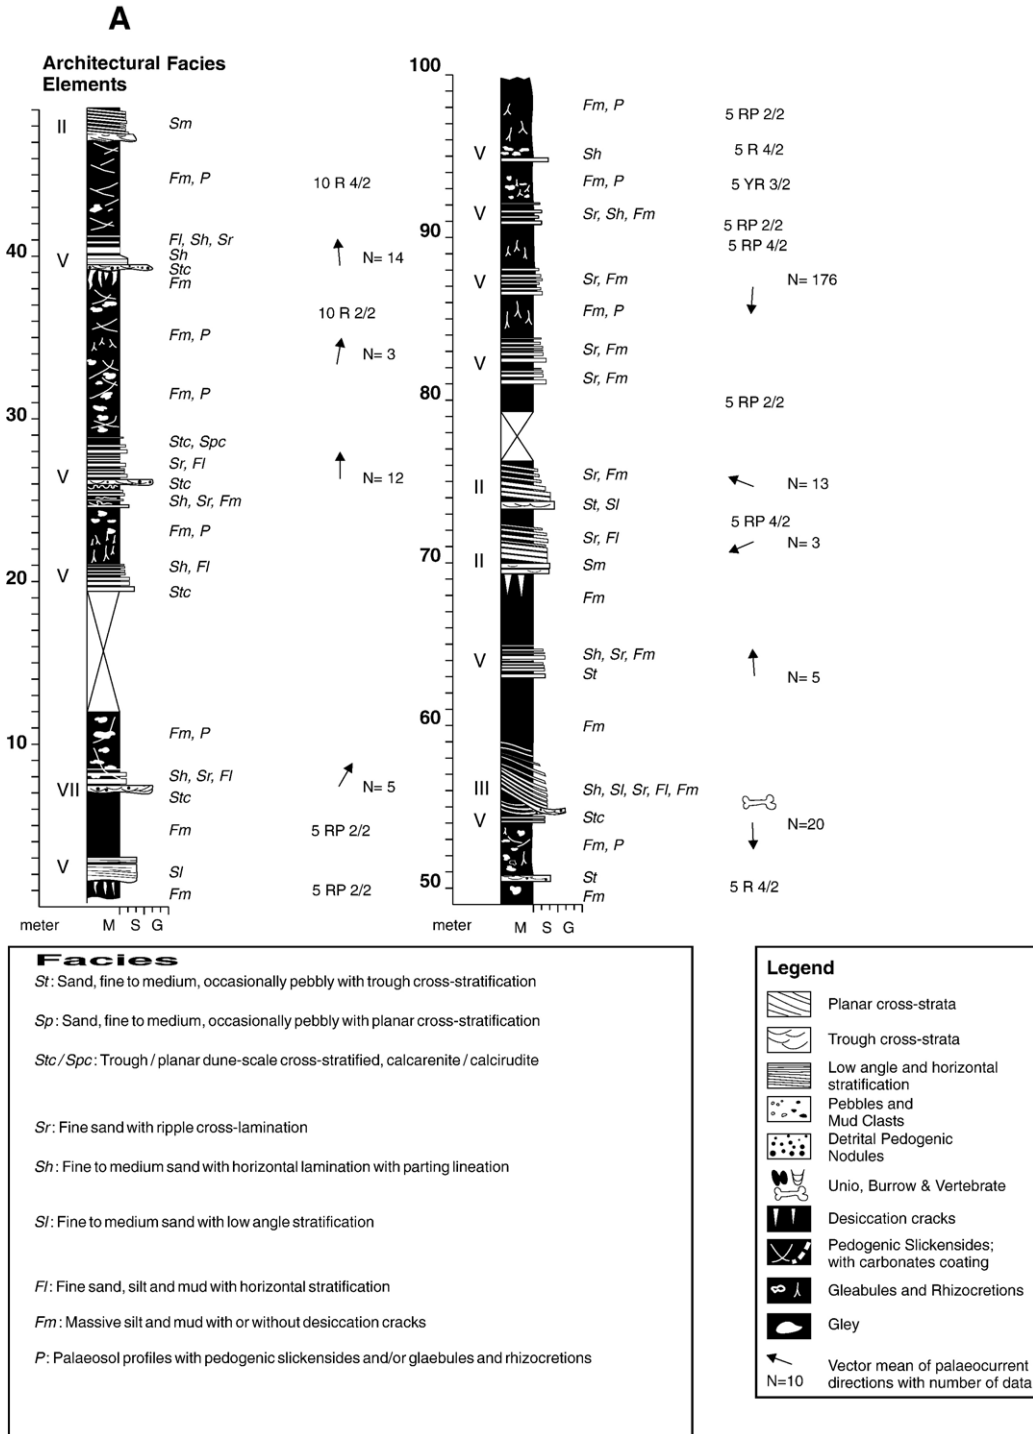 A
Architectural Facies
Elements
II
Sm
Fm, P
10 R 4/2
40
Fl, Sh, Sr
V
Sh
N= 14
Stc
Fm
10 R 2/2
Fm, P
N= 3
Fm, P
30
Stc, Spc
Sr, Fl
V
Stc
N= 12
Sh, Sr, Fm
Fm, P
Sh, Fl
V
20
Stc
Fm, P
10
Sh, Sr, Fl
VII
Stc
N= 5
Fm
5 RP 2/2
V
Sl
Fm
5 RP 2/2
meter M S G
100
Fm, P
5 RP 2/2
V
Sh
5 R 4/2
Fm, P
5 YR 3/2
V
Sr, Sh, Fm
5 RP 2/2
90
5 RP 4/2
V
Sr, Fm
N= 176
Fm, P
Sr, Fm
V
Sr, Fm
80
5 RP 2/2
Sr, Fm
II
N= 13
St, Sl
5 RP 4/2
Sr, Fl
N= 3
70
II
Sm
Fm
V
Sh, Sr, Fm
St
N= 5
60
Fm
III
Sh, Sl, Sr, Fl, Fm
V
Stc
N=20
Fm, P
50
St
5 R 4/2
Fm
meter M S G
Facies
St: Sand, fine to medium, occasionally pebbly with trough cross-stratification
Sp: Sand, fine to medium, occasionally pebbly with planar cross-stratification
Stc/Spc: Trough / planar dune-scale cross-stratified, calcarenite / calcirudite
Sr: Fine sand with ripple cross-lamination
Sh: Fine to medium sand with horizontal lamination with parting lineation
Sl: Fine to medium sand with low angle stratification
Fl: Fine sand, silt and mud with horizontal stratification
Fm: Massive silt and mud with or without desiccation cracks
P: Palaeosol profiles with pedogenic slickensides and/or glaebules and rhizocretions
Legend
Planar cross-strata
Trough cross-strata
Low angle and horizontal
stratification
Pebbles and
Mud Clasts
Detrital Pedogenic
Nodules
Unio, Burrow & Vertebrate
Desiccation cracks
Pedogenic Slickensides;
with carbonates coating
Gleabules and Rhizocretions
Gley
Vector mean of palaeocurrent
N=10 directions with number of data